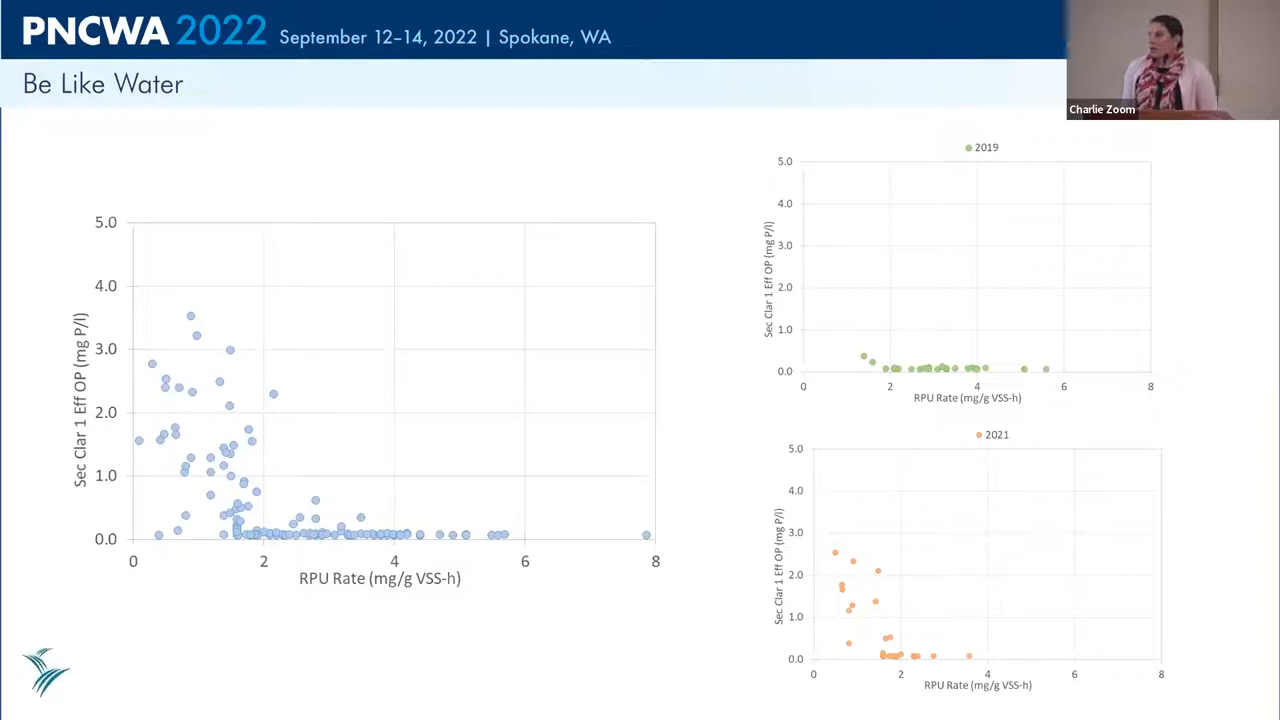 PNCWA 2022 September 12–14, 2022 | Spokane, WA
Be Like Water
Charlie Zoom
5.0
4.0
3.0
2.0
1.0
0.0
Sec Clar 1 Eff OP (mg P/l)
0 2 4 6 8
RPU Rate (mg/g VSS-h)
2019
5.0
4.0
3.0
2.0
1.0
0.0
Sec Clar 1 Eff OP (mg P/l)
0 2 4 6 8
RPU Rate (mg/g VSS-h)
2021
5.0
4.0
3.0
2.0
1.0
0.0
Sec Clar 1 Eff OP (mg P/l)
0 2 4 6 8
RPU Rate (mg/g VSS-h)